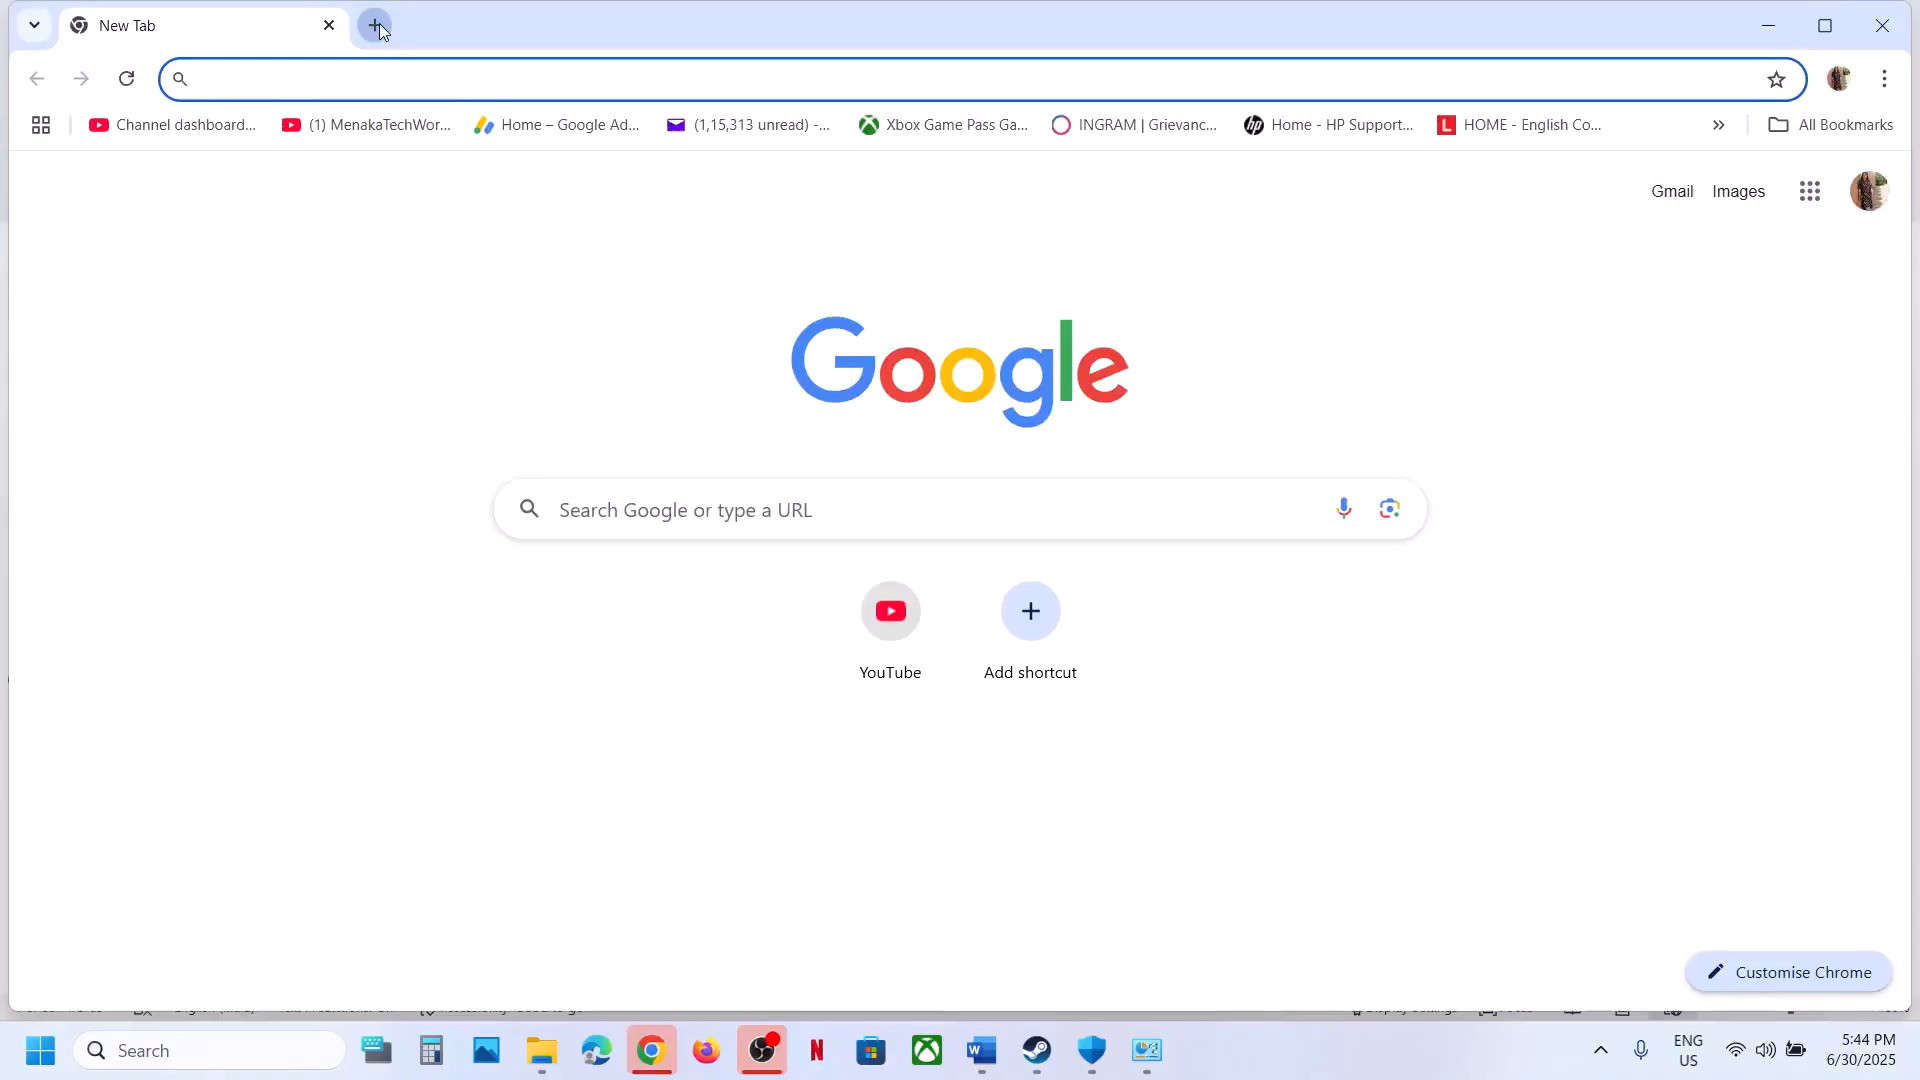 New Tab
Channel dashboard...
(1) MenakaTechWor...
Home – Google Ad...
(1,15,313 unread) -...
Xbox Game Pass Ga...
INGRAM | Grievanc...
Home - HP Support...
HOME - English Co...
All Bookmarks
Gmail
Images
Google
Search Google or type a URL
YouTube
Add shortcut
Customise Chrome
Search
ENG
US
5:44 PM
6/30/2025